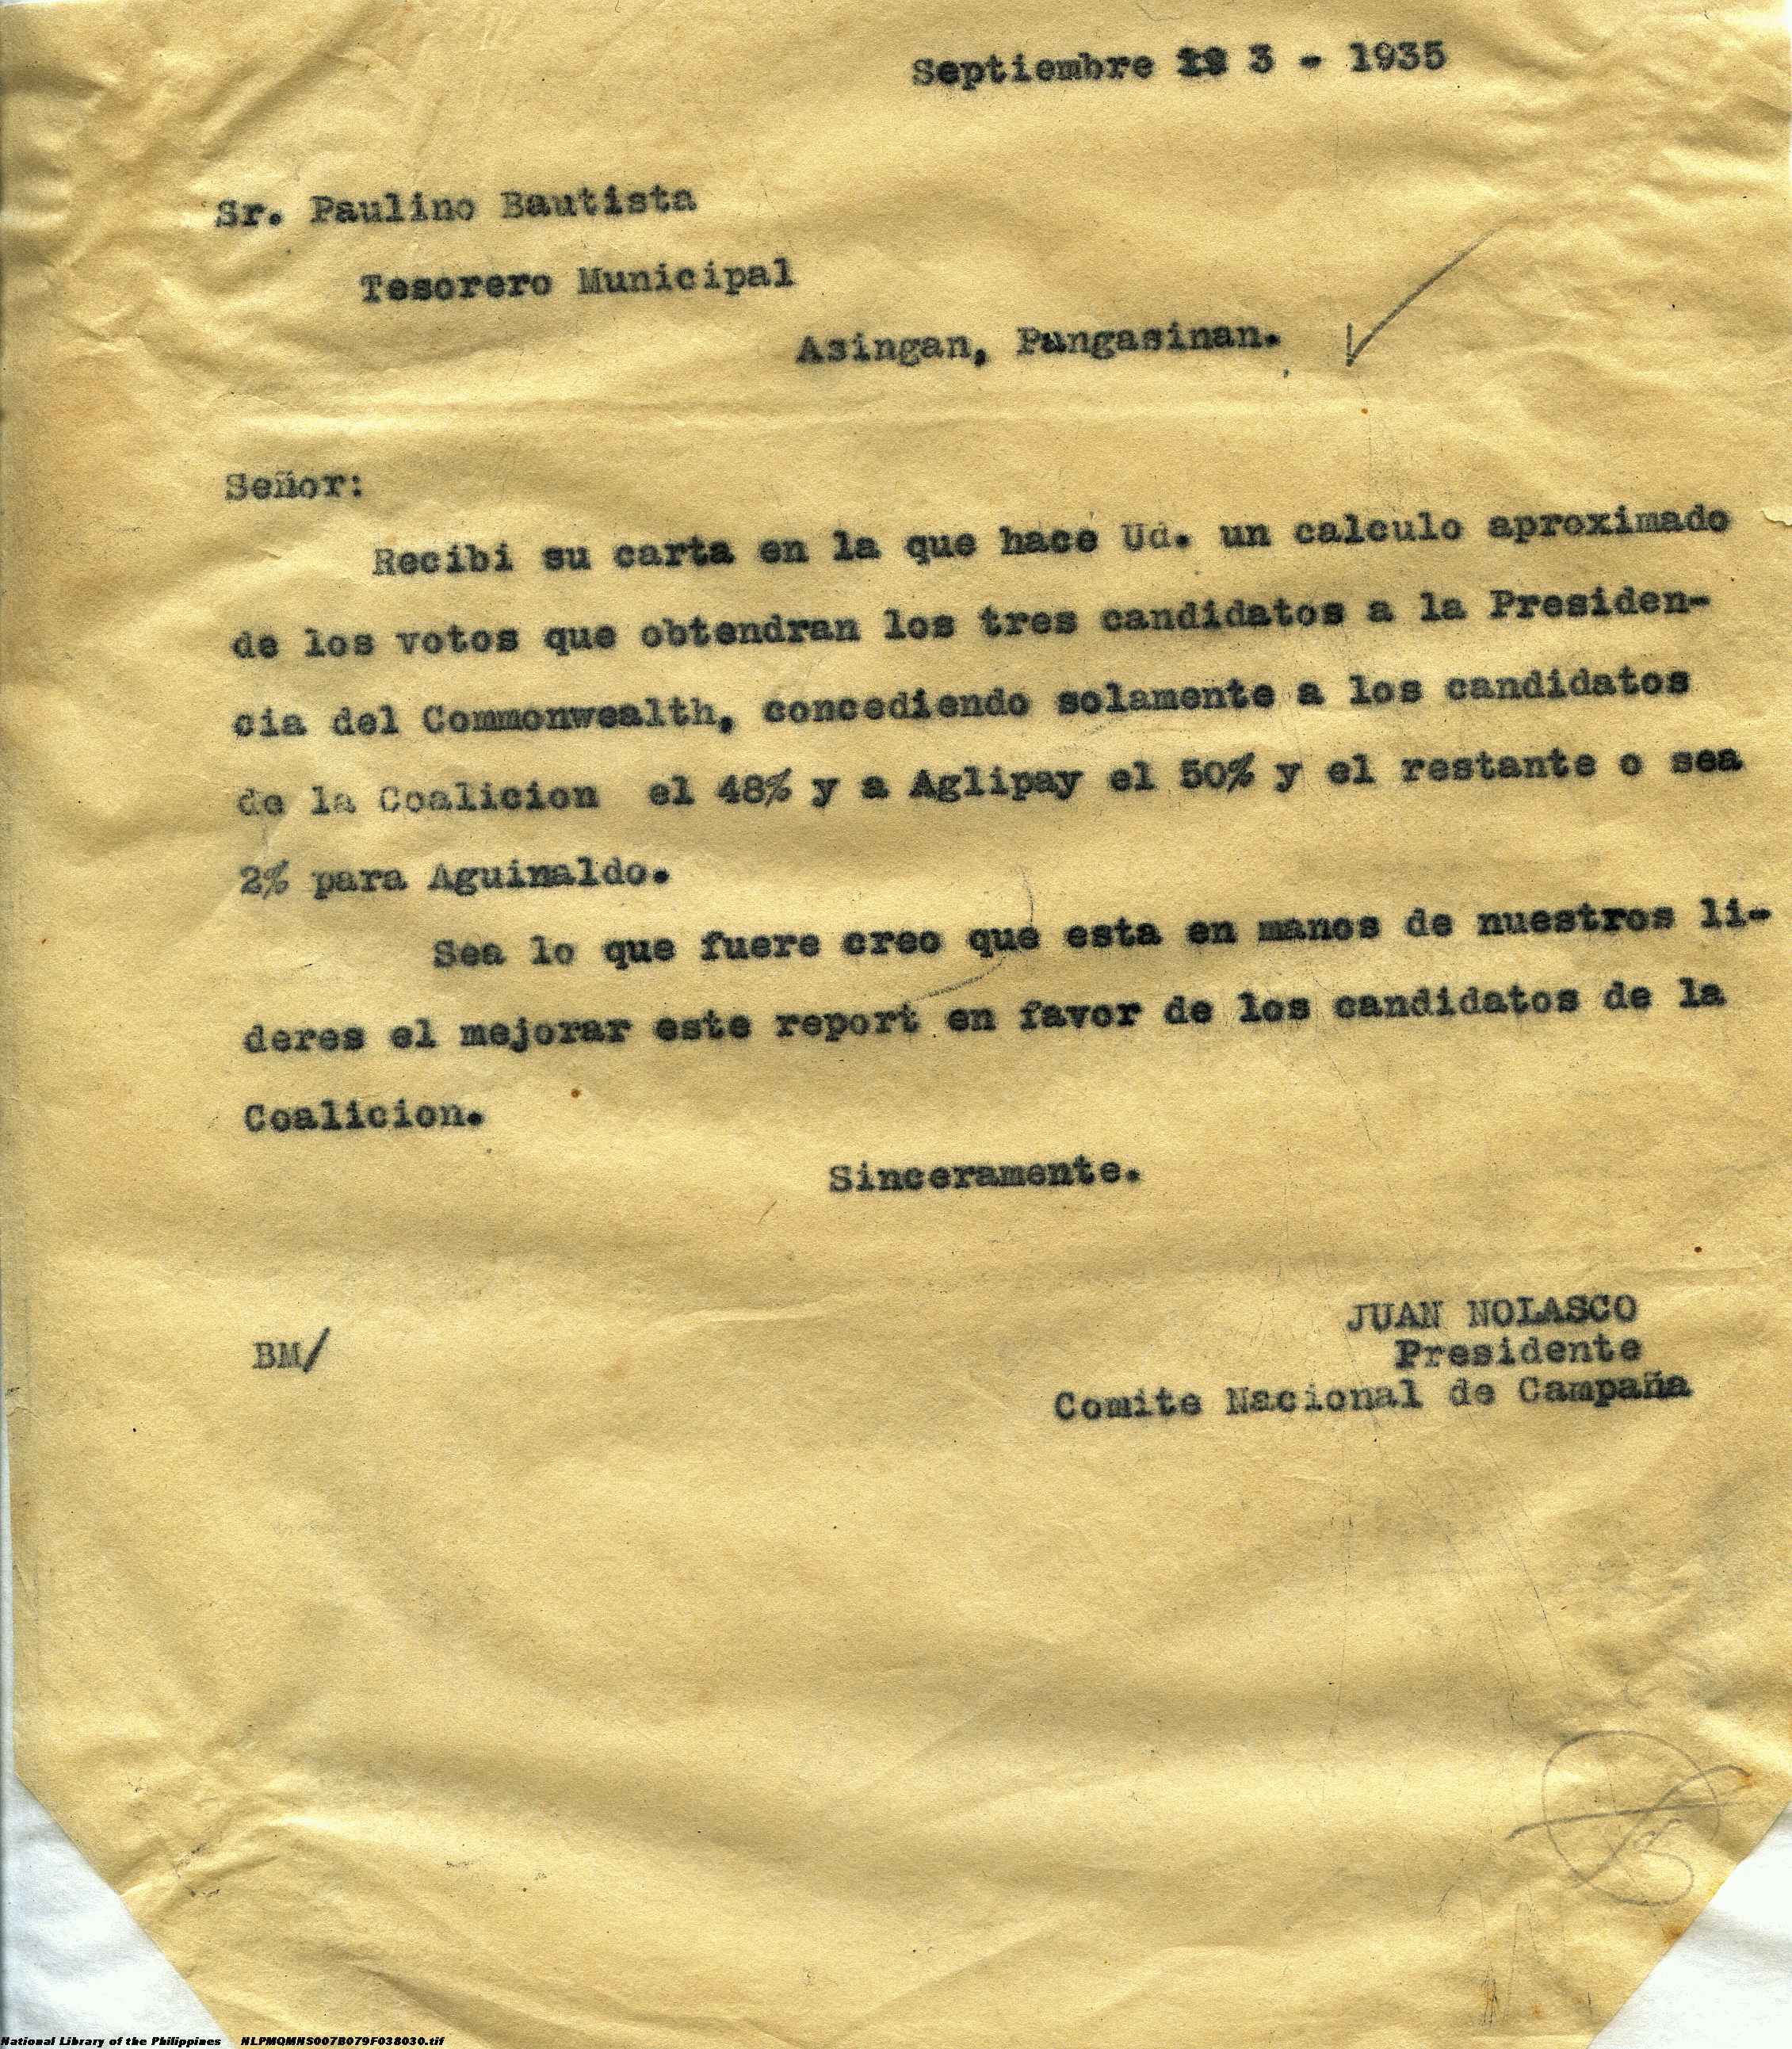 Septiembre 3 - 1935
Sr. Paulino Bautista
Tesorero Municipal
Asingan, Pangasinan.
Señor:
Recibi su carta en la que hace Ud. un calculo aproximado
de los votos que obtendran los tres candidatos a la Presiden-
cia del Commonwealth, concediendo solamente a los candidatos
de la Coalicion el 48% y a Aglipay el 50% y el restante o sea
2% para Aguinaldo.
Sea lo que fuere creo que esta en manos de nuestros li-
deres el mejorar este report en favor de los candidatos de la
Coalicion.
Sinceramente.
JUAN NOLASCO
BM/
Presidente
Comite Nacional de Campaña
National Library of the Philippines NLPMQMNS007B079F038030.tif